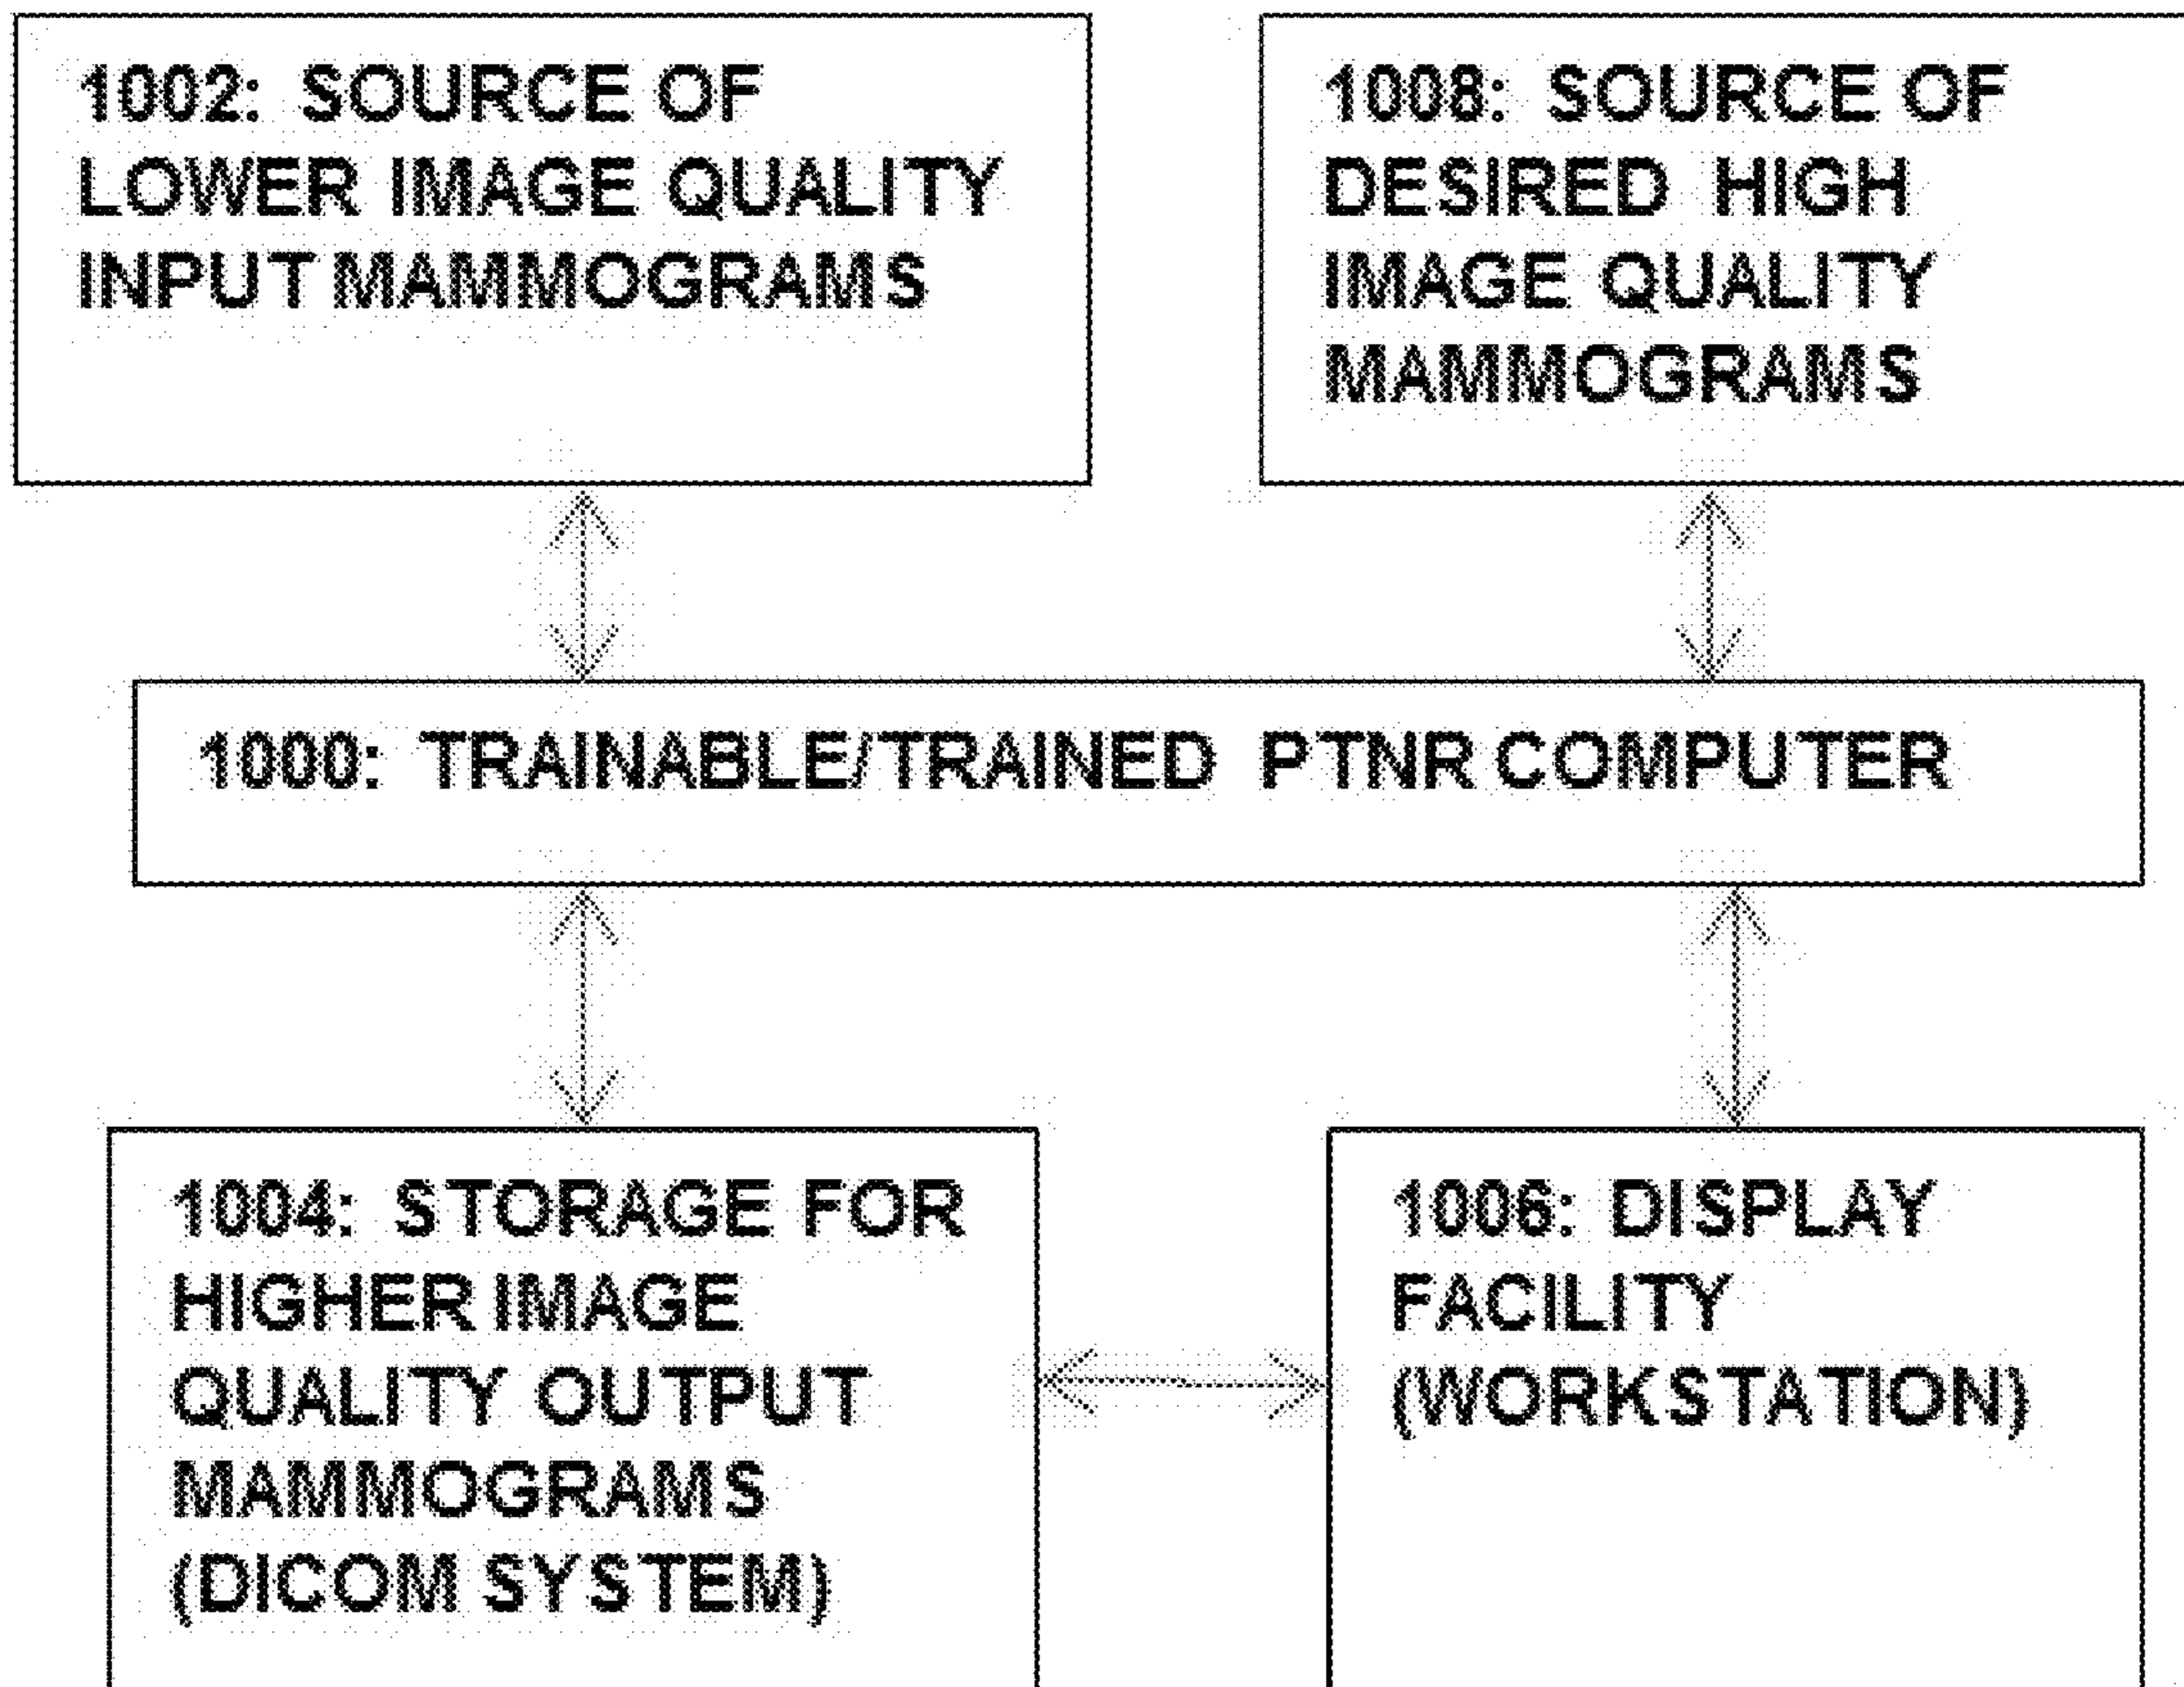 1002: SOURCE OF
LOWER IMAGE QUALITY
INPUT MAMMOGRAMS
1008: SOURCE OF
DESIRED HIGH
IMAGE QUALITY
MAMMOGRAMS
1000: TRAINABLE/TRAINED PTNR COMPUTER
1004: STORAGE FOR
HIGHER IMAGE
QUALITY OUTPUT
MAMMOGRAMS
(DICOM SYSTEM)
1006: DISPLAY
FACILITY
(WORKSTATION)